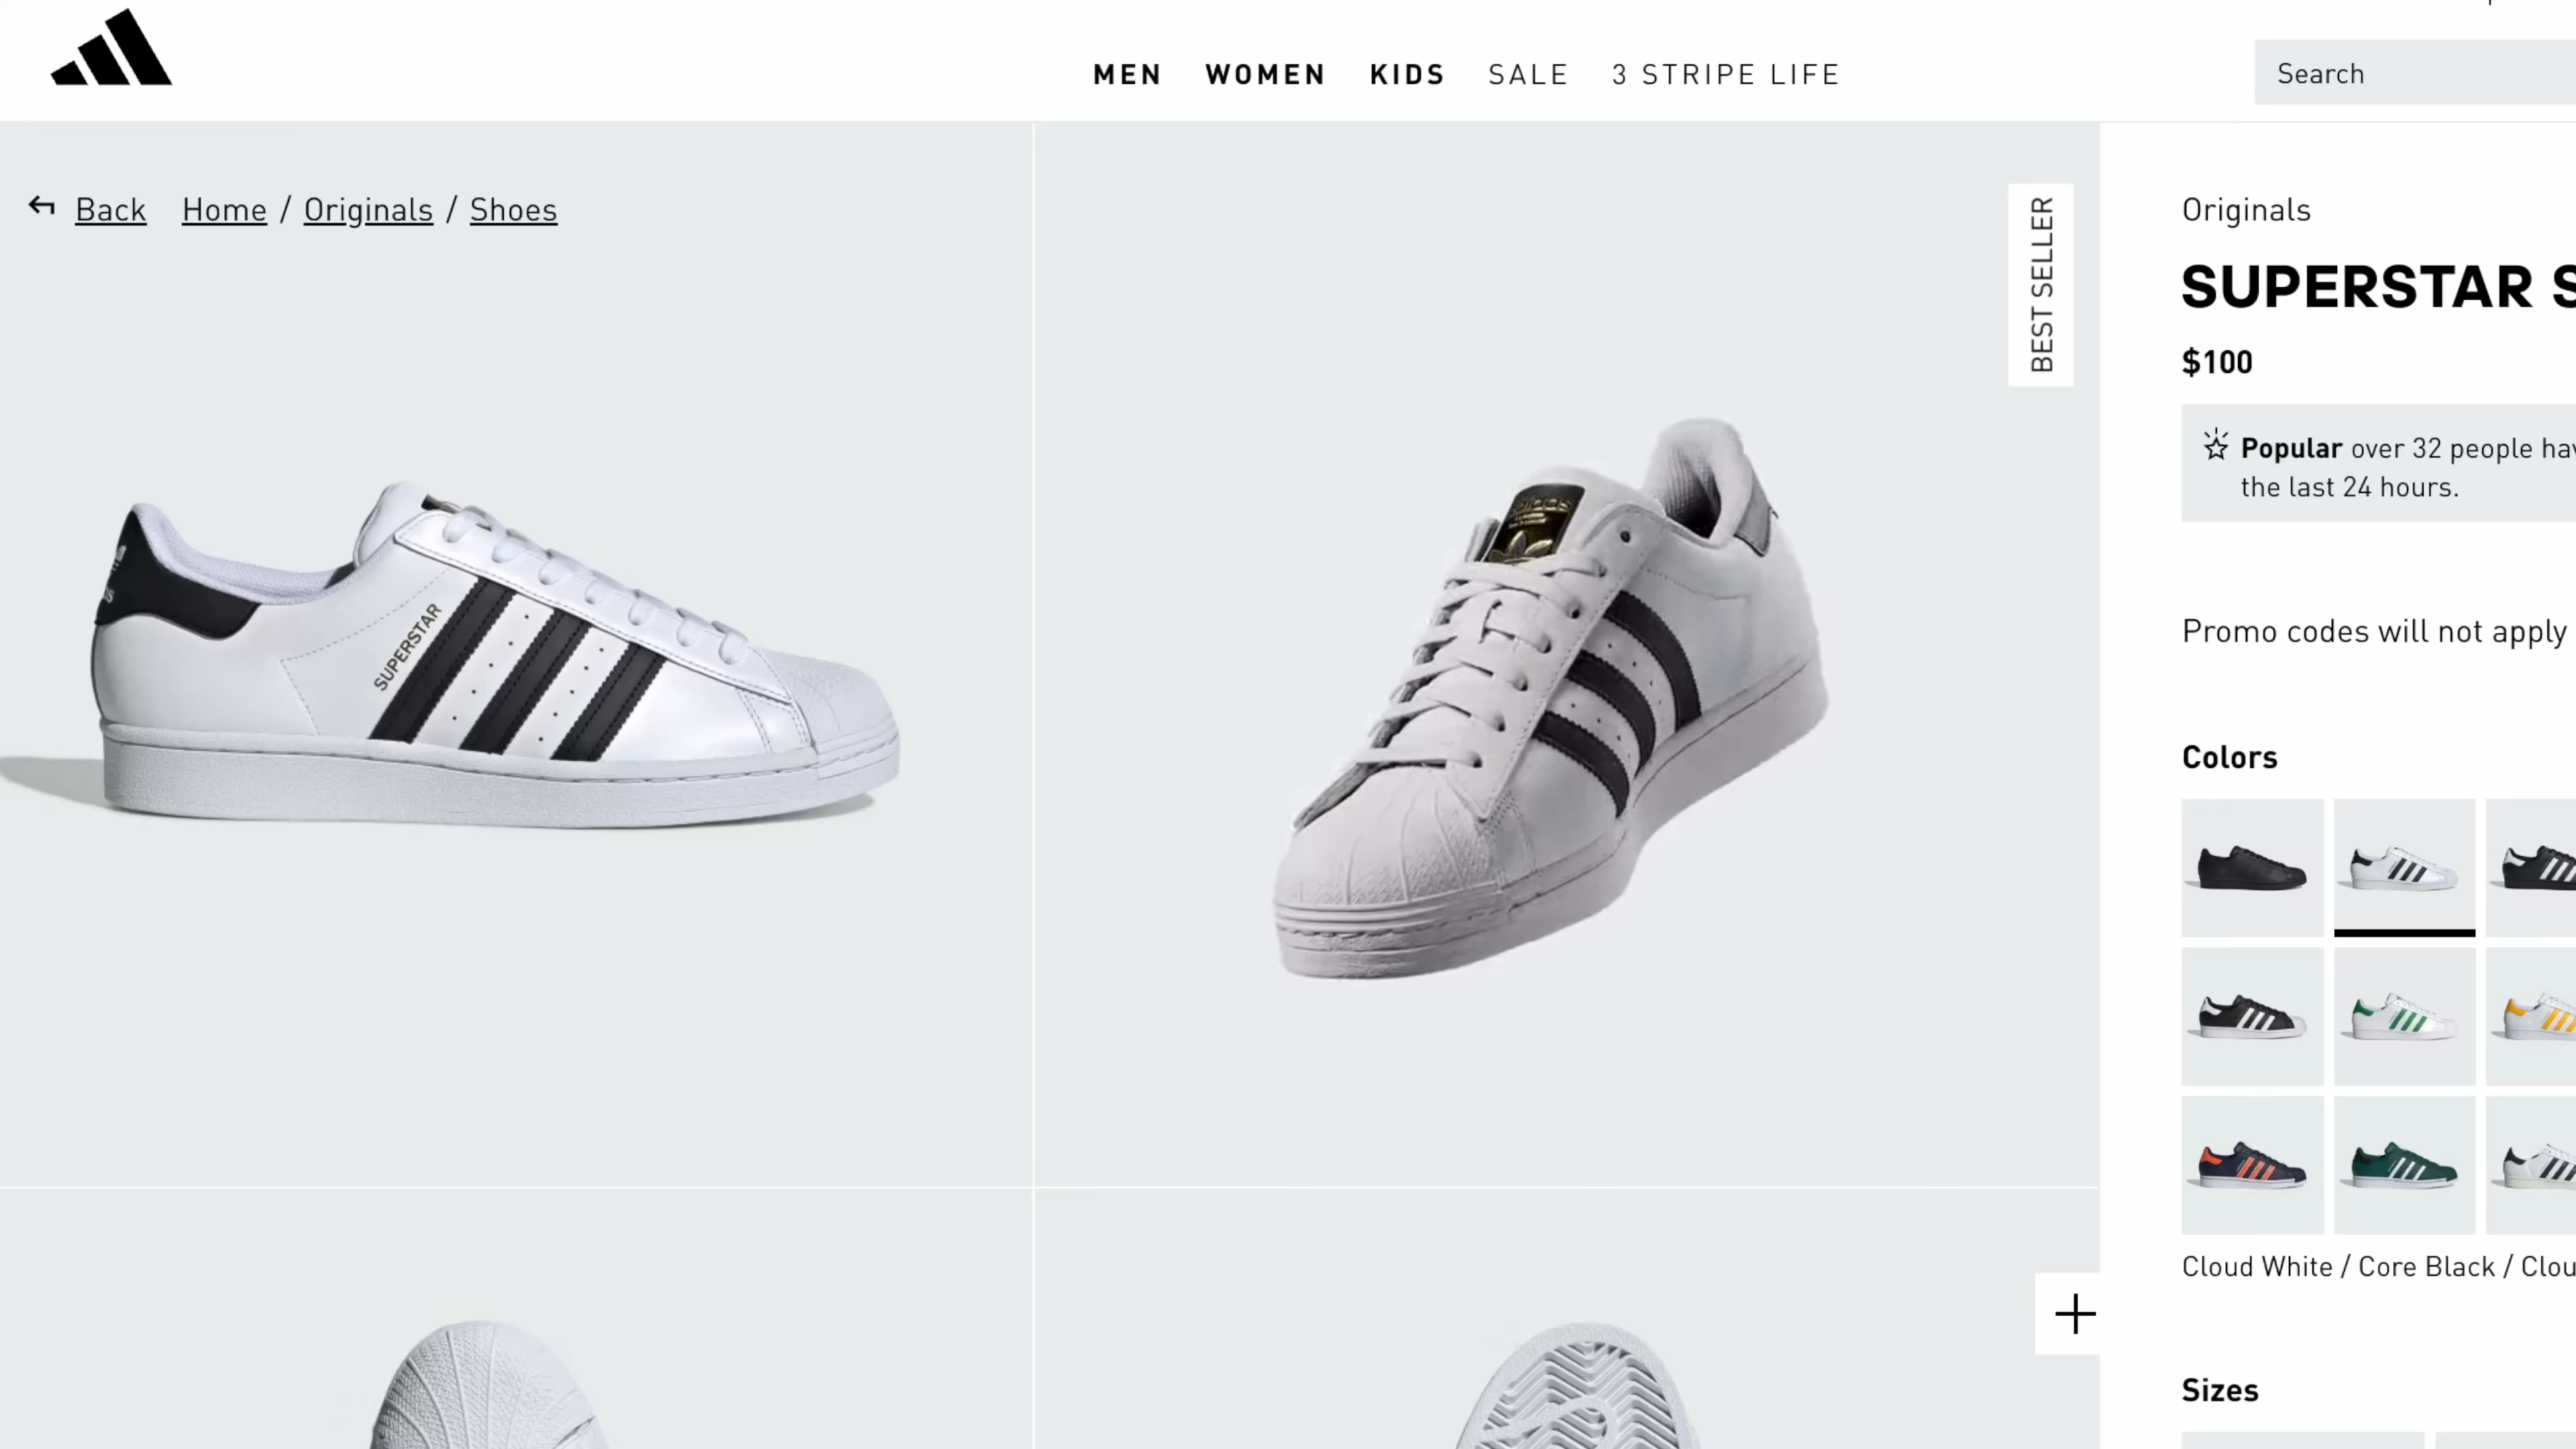 MEN WOMEN KIDS SALE 3 STRIPE LIFE
Search
Back Home / Originals / Shoes
BEST SELLER
SUPERSTAR
adidas
Originals
SUPERSTAR S
$100
Popular over 32 people hav
the last 24 hours.
Promo codes will not apply
Colors
Cloud White / Core Black / Clou
Sizes